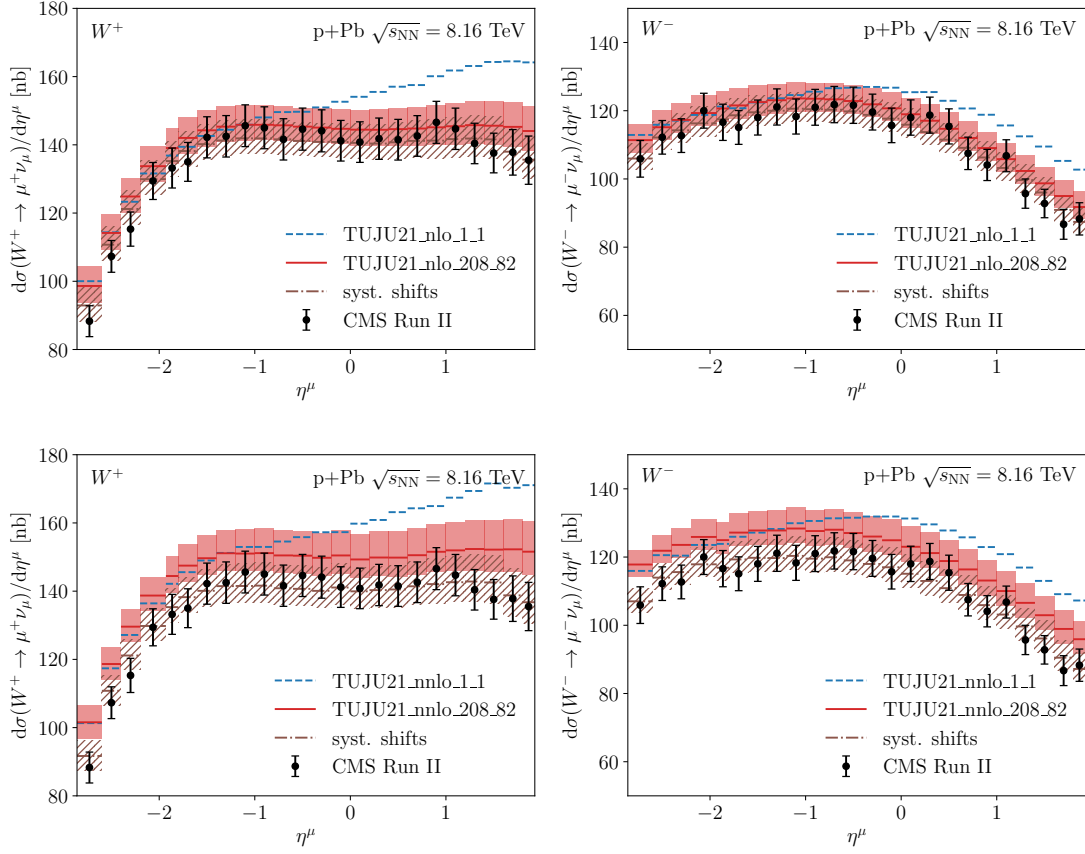 W⁺ p+Pb √s_NN = 8.16 TeV
dσ(W⁺ → μ⁺ν_μ)/dη^μ [nb]
180
160
140
120
100
80
TUJU21_nlo_1_1
TUJU21_nlo_208_82
syst. shifts
CMS Run II
−2 −1 0 1
η^μ
W⁻ p+Pb √s_NN = 8.16 TeV
dσ(W⁻ → μ⁻ν_μ)/dη^μ [nb]
140
120
100
80
60
TUJU21_nlo_1_1
TUJU21_nlo_208_82
syst. shifts
CMS Run II
−2 −1 0 1
η^μ
W⁺ p+Pb √s_NN = 8.16 TeV
dσ(W⁺ → μ⁺ν_μ)/dη^μ [nb]
180
160
140
120
100
80
TUJU21_nnlo_1_1
TUJU21_nnlo_208_82
syst. shifts
CMS Run II
−2 −1 0 1
η^μ
W⁻ p+Pb √s_NN = 8.16 TeV
dσ(W⁻ → μ⁻ν_μ)/dη^μ [nb]
140
120
100
80
60
TUJU21_nnlo_1_1
TUJU21_nnlo_208_82
syst. shifts
CMS Run II
−2 −1 0 1
η^μ